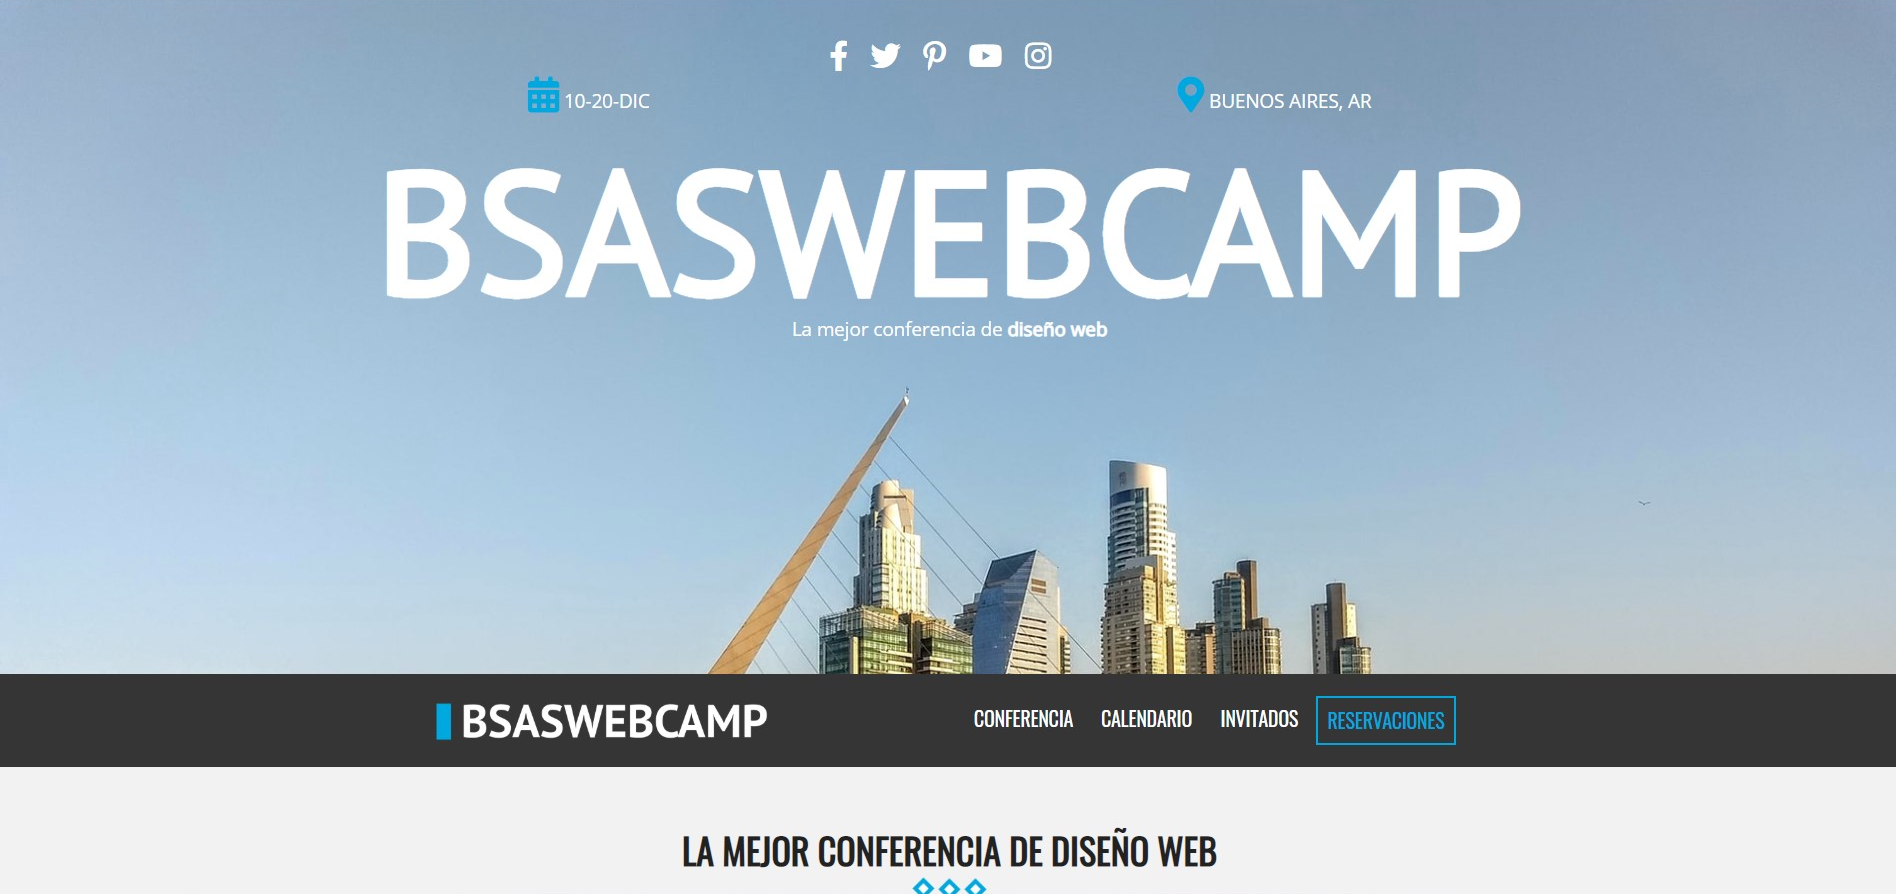 10-20-DIC
BUENOS AIRES, AR
BSASWEBCAMP
La mejor conferencia de diseño web
BSASWEBCAMP
CONFERENCIA CALENDARIO INVITADOS RESERVACIONES
LA MEJOR CONFERENCIA DE DISEÑO WEB